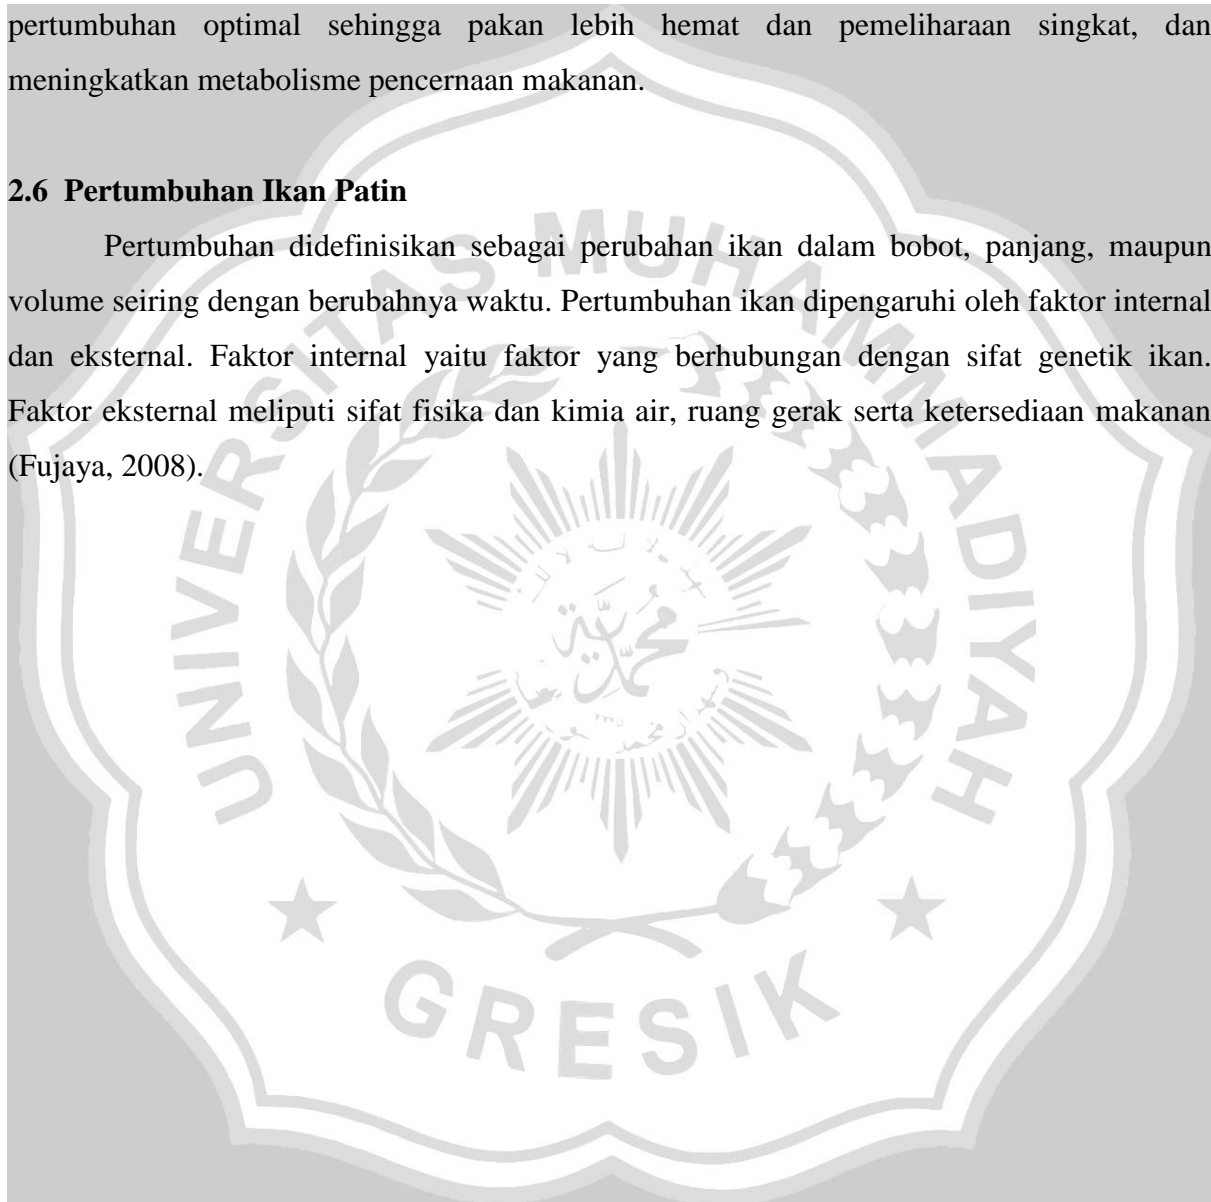 pertumbuhan optimal sehingga pakan lebih hemat dan pemeliharaan singkat, dan
meningkatkan metabolisme pencernaan makanan.
2.6 Pertumbuhan Ikan Patin
Pertumbuhan didefinisikan sebagai perubahan ikan dalam bobot, panjang, maupun
volume seiring dengan berubahnya waktu. Pertumbuhan ikan dipengaruhi oleh faktor internal
dan eksternal. Faktor internal yaitu faktor yang berhubungan dengan sifat genetik ikan.
Faktor eksternal meliputi sifat fisika dan kimia air, ruang gerak serta ketersediaan makanan
(Fujaya, 2008).
UNIVERSITAS MUHAMMADIYAH
محمدية
GRESIK